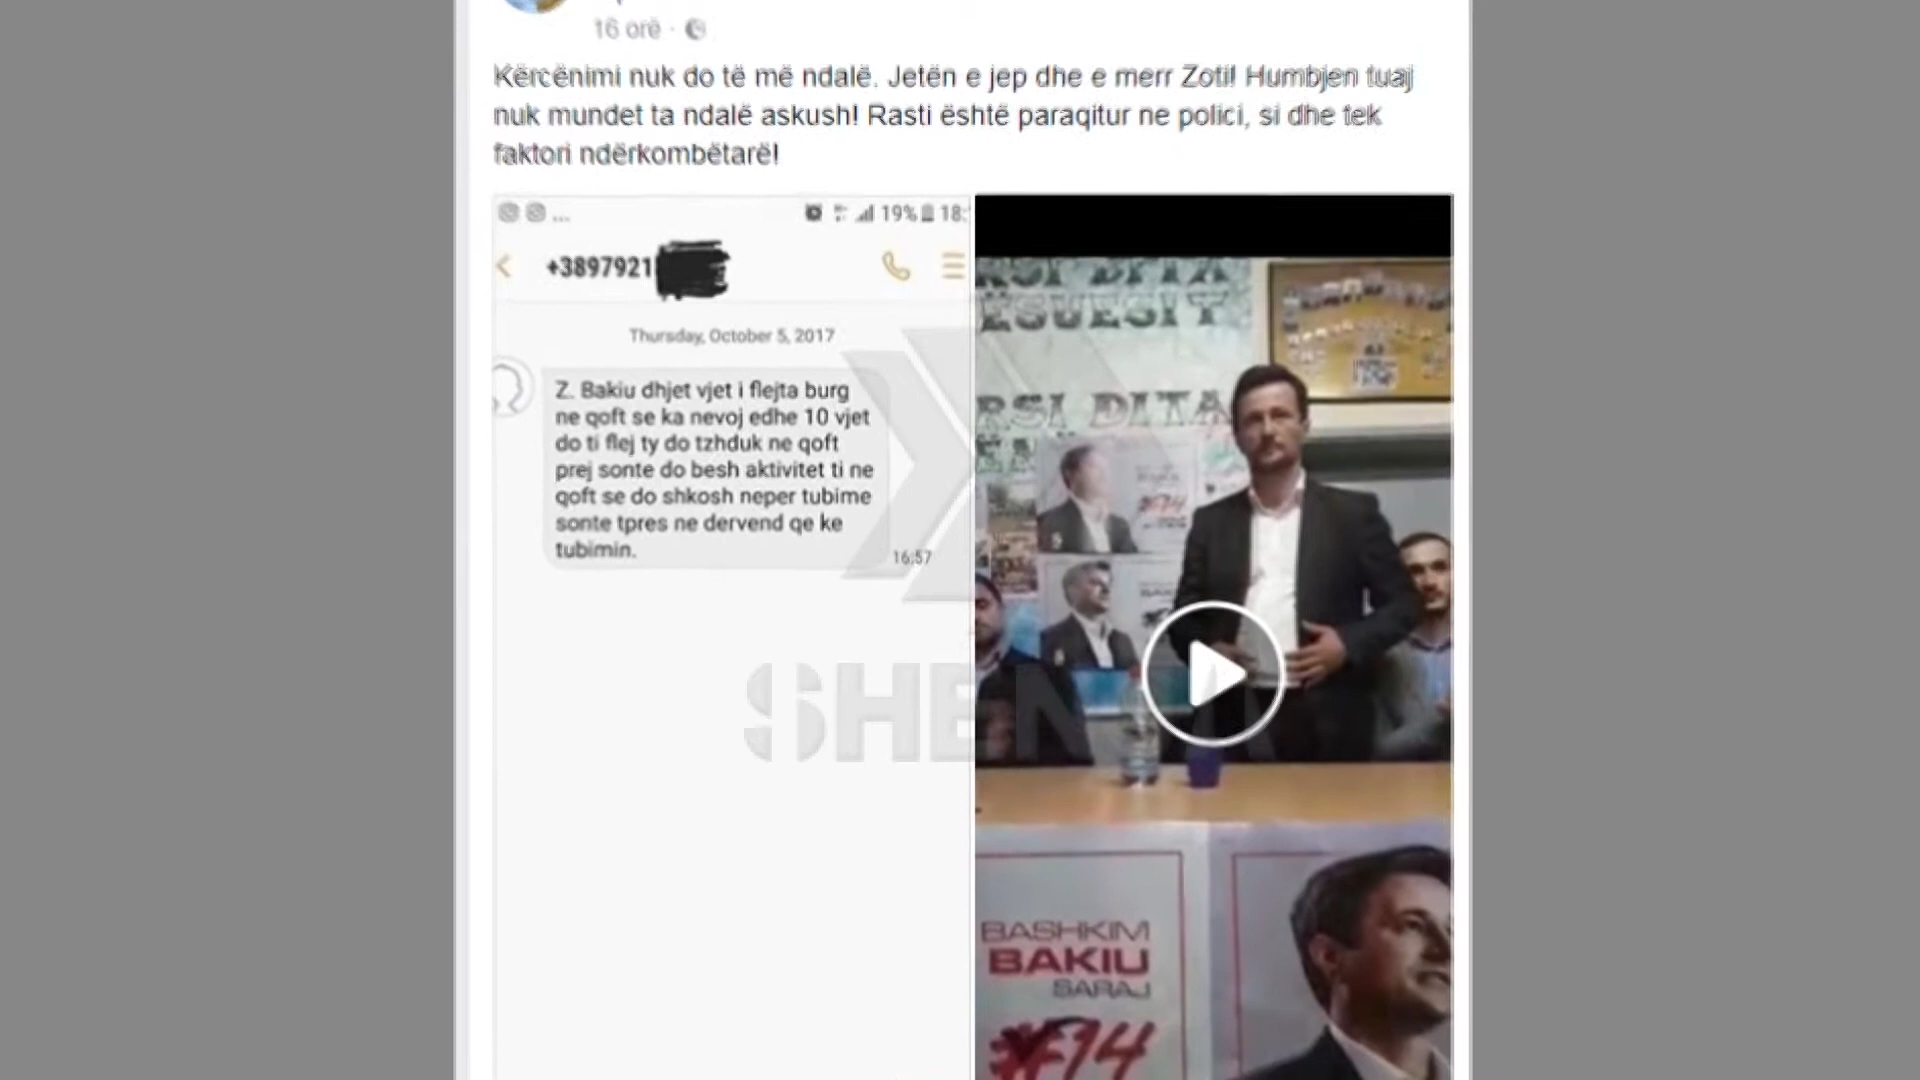 16 orë ·
Kërcënimi nuk do të më ndalë. Jetën e jep dhe e merr Zoti! Humbjen tuaj
nuk mundet ta ndalë askush! Rasti është paraqitur ne polici, si dhe tek
faktori ndërkombëtarë!
... 19% 18:
+3897921
Thursday, October 5, 2017
Z. Bakiu dhjet vjet i flejta burg
ne qoft se ka nevoj edhe 10 vjet
do ti flej ty do tzhduk ne qoft
prej sonte do besh aktivitet ti ne
qoft se do shkosh neper tubime
sonte tpres ne dervend qe ke
tubimin.
16:57
RSI DITA
ËSUESIT
RSI DITA
#14
BASHKIM
BAKIU
SARAJ
#14